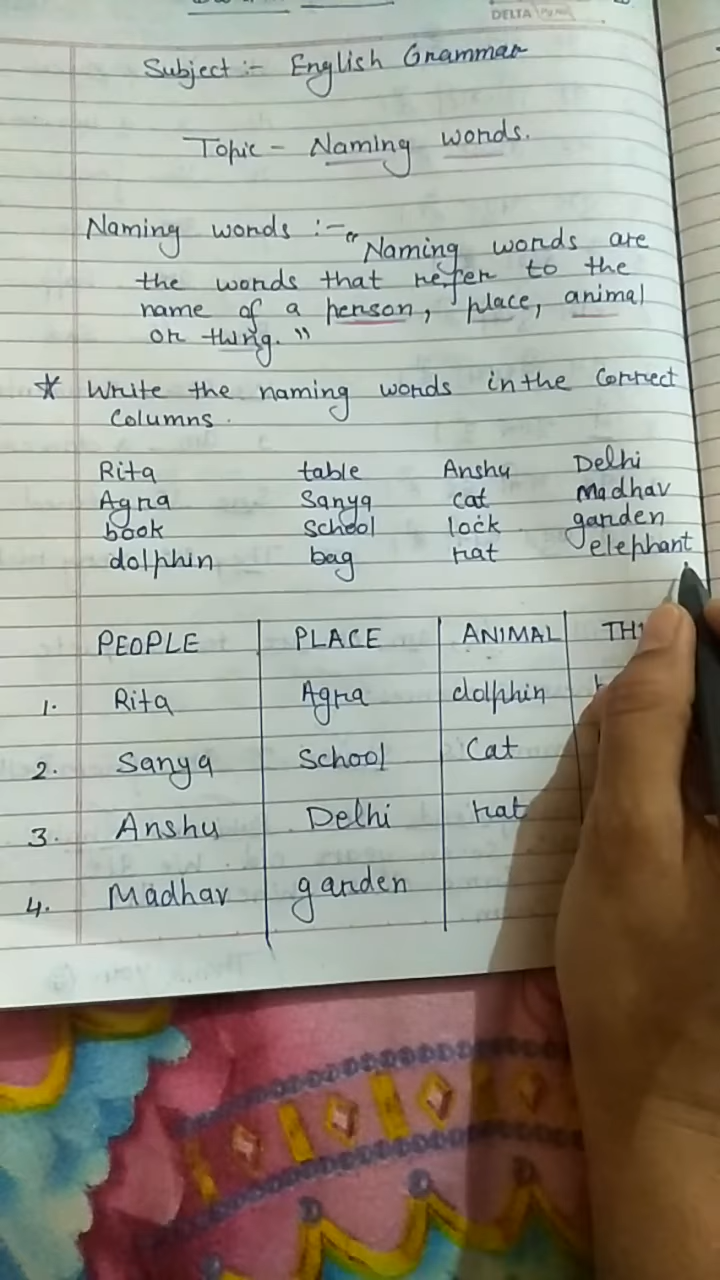 DELTA
Subject :- English Grammar
Topic - Naming words.
Naming words :- "Naming words are
the words that refer to the
name of a person, place, animal
or thing."
* Write the naming words in the correct
columns.
Rita table Anshu Delhi
Agra Sanya cat Madhav
book school lock garden
dolphin bag rat elephant
PEOPLE PLACE ANIMAL
1. Rita Agra dolphin
2. Sanya School Cat
3. Anshu Delhi rat
4. Madhav garden